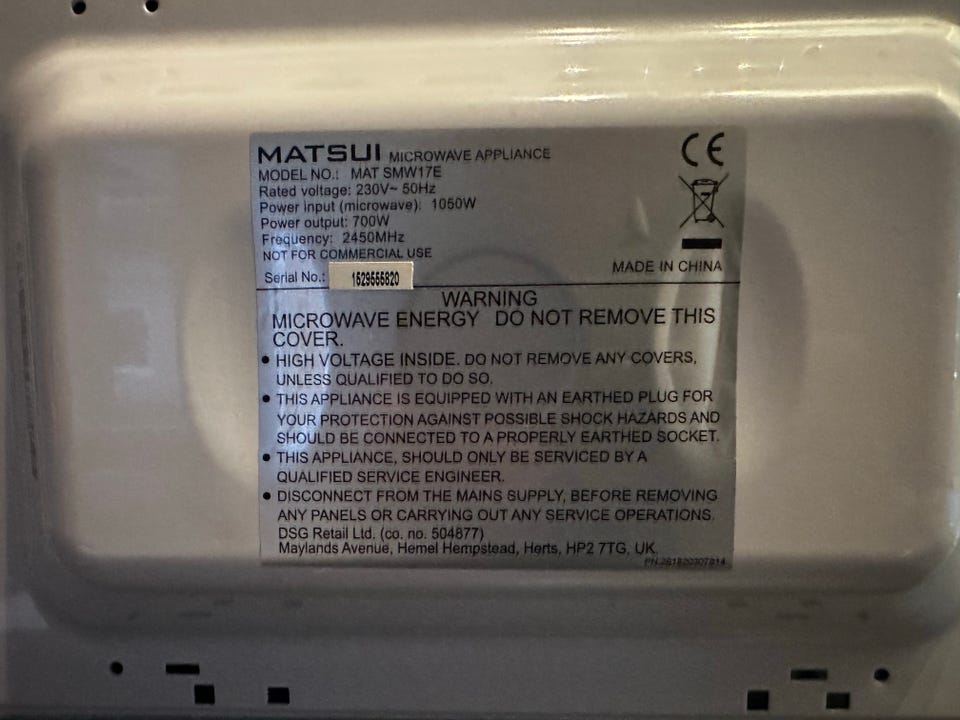 MATSUI MICROWAVE APPLIANCE
MODEL NO.: MAT SMW17E
Rated voltage: 230V~ 50Hz
Power input (microwave): 1050W
Power output: 700W
Frequency: 2450MHz
NOT FOR COMMERCIAL USE
Serial No.: 1529555820
CE
MADE IN CHINA
WARNING
MICROWAVE ENERGY DO NOT REMOVE THIS
COVER.
• HIGH VOLTAGE INSIDE. DO NOT REMOVE ANY COVERS,
UNLESS QUALIFIED TO DO SO.
• THIS APPLIANCE IS EQUIPPED WITH AN EARTHED PLUG FOR
YOUR PROTECTION AGAINST POSSIBLE SHOCK HAZARDS AND
SHOULD BE CONNECTED TO A PROPERLY EARTHED SOCKET.
• THIS APPLIANCE, SHOULD ONLY BE SERVICED BY A
QUALIFIED SERVICE ENGINEER.
• DISCONNECT FROM THE MAINS SUPPLY, BEFORE REMOVING
ANY PANELS OR CARRYING OUT ANY SERVICE OPERATIONS.
DSG Retail Ltd. (co. no. 504877)
Maylands Avenue, Hemel Hempstead, Herts, HP2 7TG, UK.